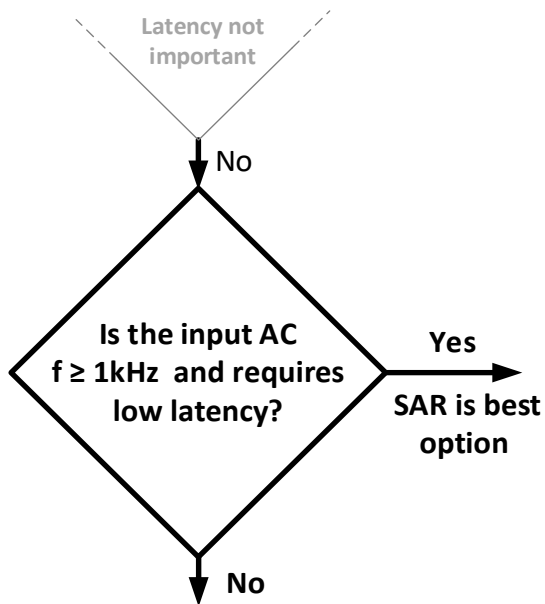 Latency not
important
No
Is the input AC
f ≥ 1kHz and requires
low latency?
Yes
SAR is best
option
No